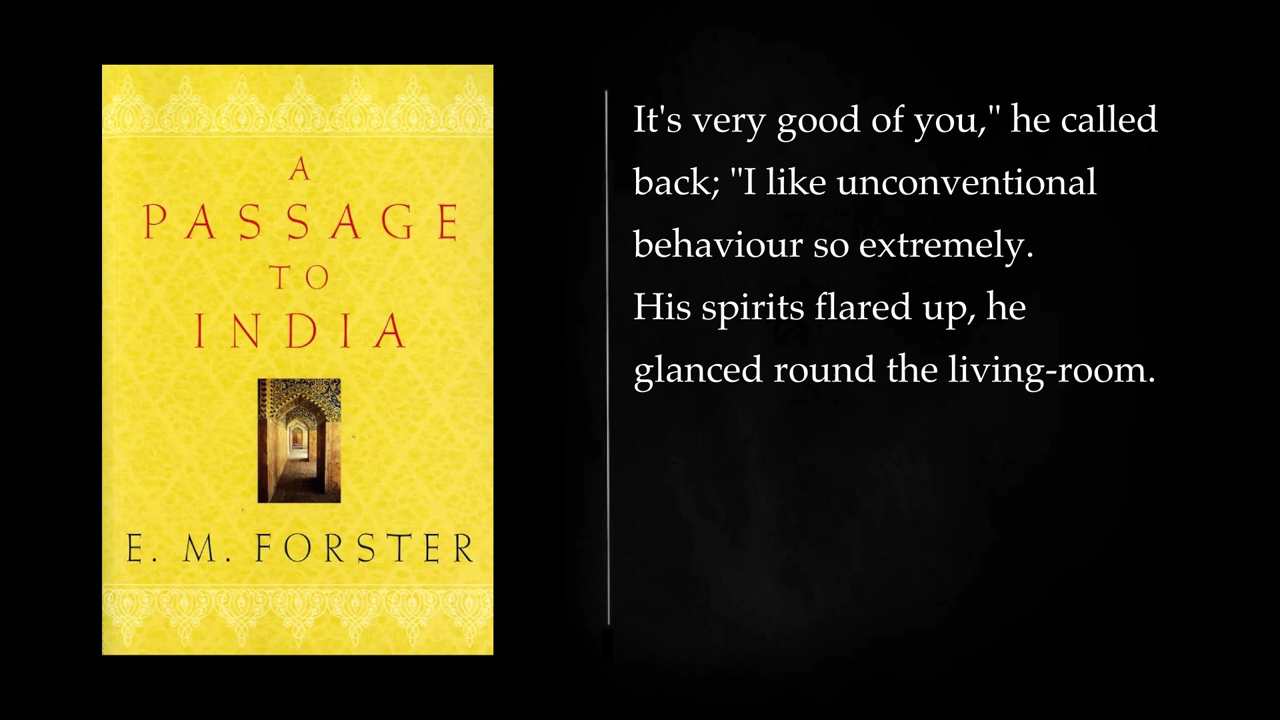 A
PASSAGE
TO
INDIA
E. M. FORSTER
It's very good of you," he called
back; "I like unconventional
behaviour so extremely.
His spirits flared up, he
glanced round the living-room.